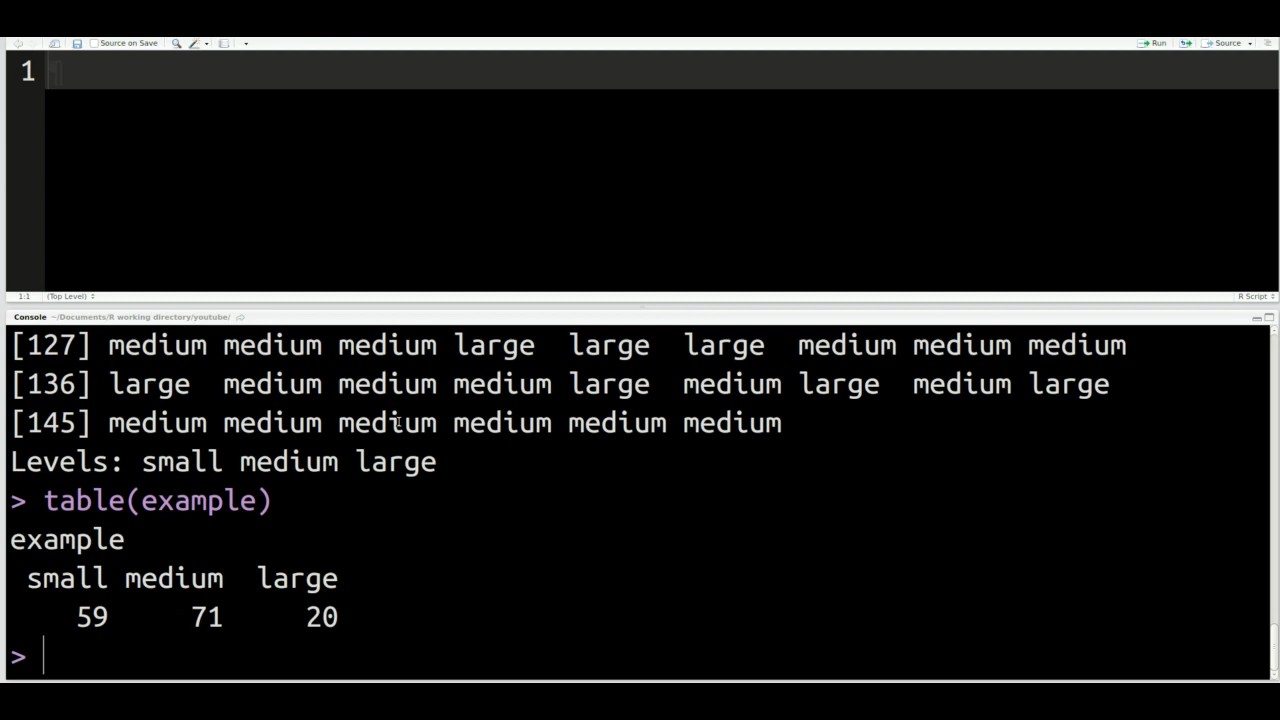 Source on Save Run Source
1
1:1 (Top Level) R Script
Console ~/Documents/R working directory/youtube/
[127] medium medium medium large large large medium medium medium
[136] large medium medium medium large medium large medium large
[145] medium medium medium medium medium medium
Levels: small medium large
> table(example)
example
small medium large
59 71 20
>